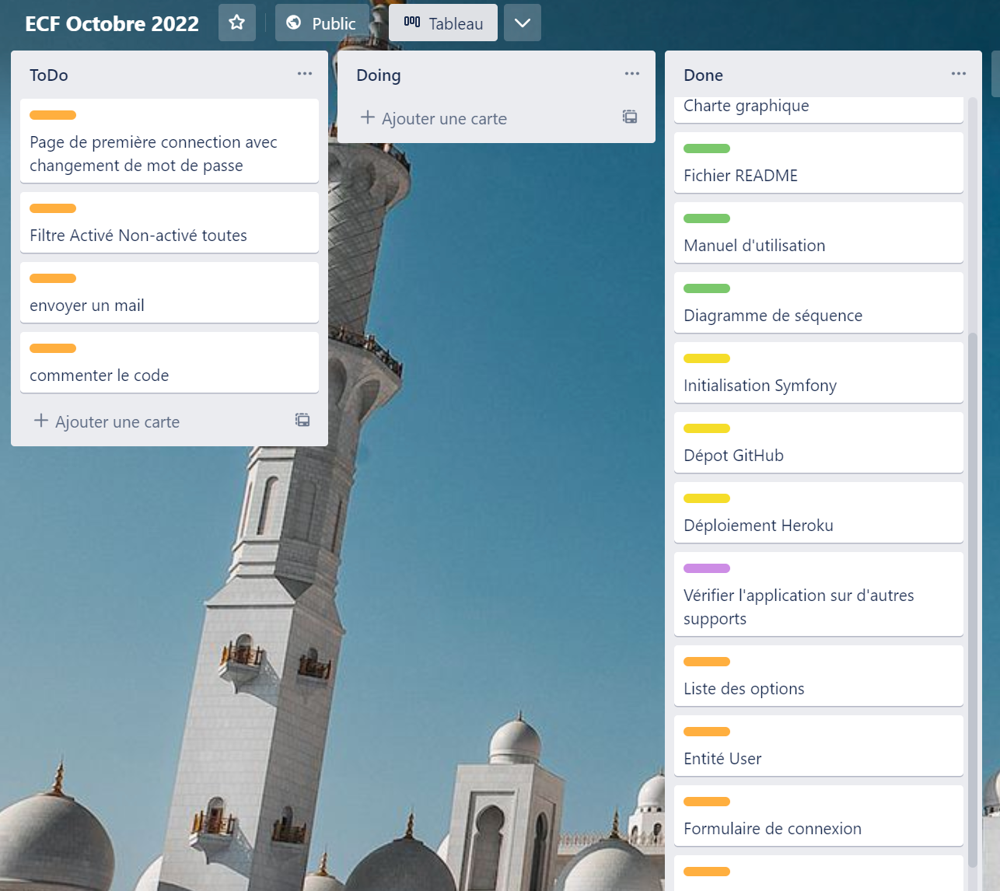 ECF Octobre 2022
Public
Tableau
ToDo
Page de première connection avec
changement de mot de passe
Filtre Activé Non-activé toutes
envoyer un mail
commenter le code
Ajouter une carte
Doing
Ajouter une carte
Done
Charte graphique
Fichier README
Manuel d'utilisation
Diagramme de séquence
Initialisation Symfony
Dépot GitHub
Déploiement Heroku
Vérifier l'application sur d'autres
supports
Liste des options
Entité User
Formulaire de connexion